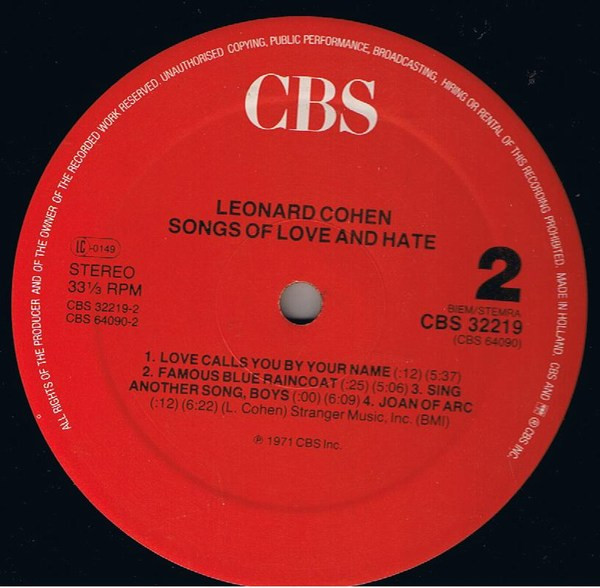 ALL RIGHTS OF THE PRODUCER AND OF THE OWNER OF THE RECORDED WORK RESERVED. UNAUTHORISED COPYING, PUBLIC PERFORMANCE, BROADCASTING, HIRING OR RENTAL OF THIS RECORDING PROHIBITED. MADE IN HOLLAND. CBS AND ® CBS INC.
CBS
LEONARD COHEN
SONGS OF LOVE AND HATE
LC -0149
STEREO
33⅓ RPM
CBS 32219-2
CBS 64090-2
2
BIEM/STEMRA
CBS 32219
(CBS 64090)
1. LOVE CALLS YOU BY YOUR NAME (:12) (5:37)
2. FAMOUS BLUE RAINCOAT (:25) (5:06) 3. SING
ANOTHER SONG, BOYS (:00) (6:09) 4. JOAN OF ARC
(:12) (6:22) (L. Cohen) Stranger Music, Inc. (BMI)
℗ 1971 CBS Inc.